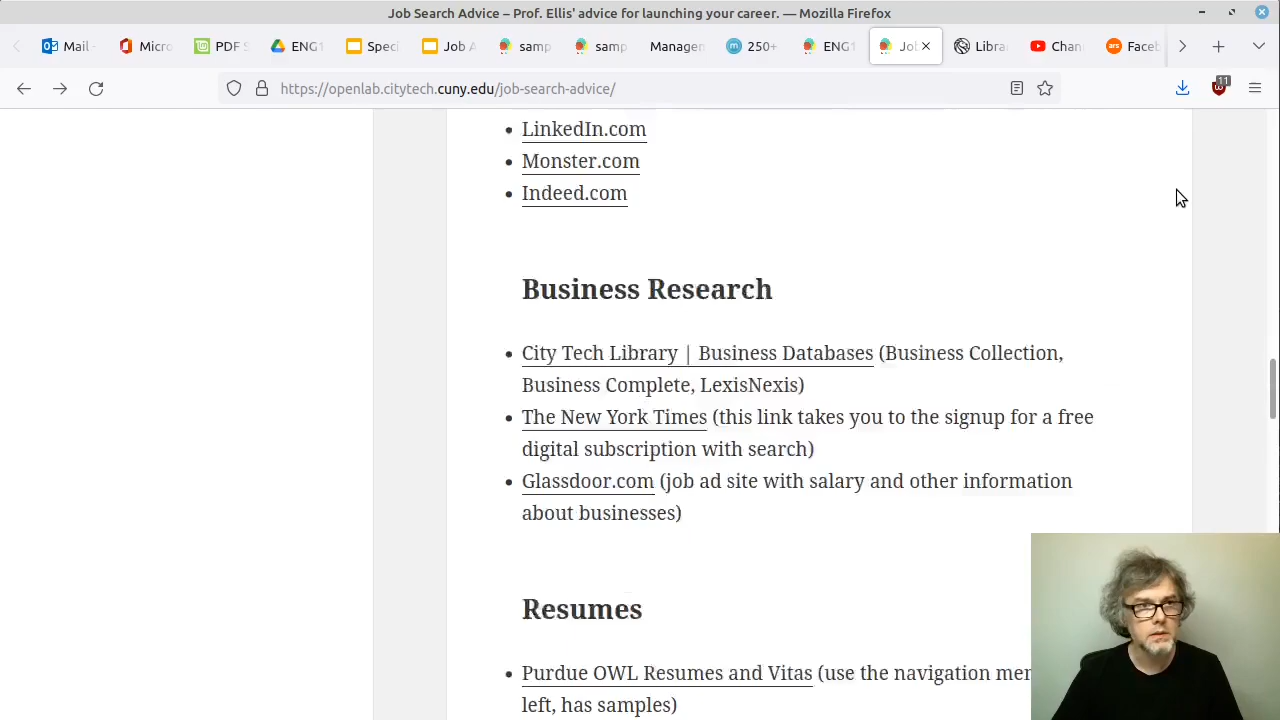 Job Search Advice – Prof. Ellis' advice for launching your career. — Mozilla Firefox
Mail
Micro
PDF
ENG1
Speci
Job A
samp
samp
Managem
250+
ENG1
Job
Libra
Chan
Faceb
https://openlab.citytech.cuny.edu/job-search-advice/
11
LinkedIn.com
Monster.com
Indeed.com
Business Research
City Tech Library | Business Databases (Business Collection,
Business Complete, LexisNexis)
The New York Times (this link takes you to the signup for a free
digital subscription with search)
Glassdoor.com (job ad site with salary and other information
about businesses)
Resumes
Purdue OWL Resumes and Vitas (use the navigation men
left, has samples)